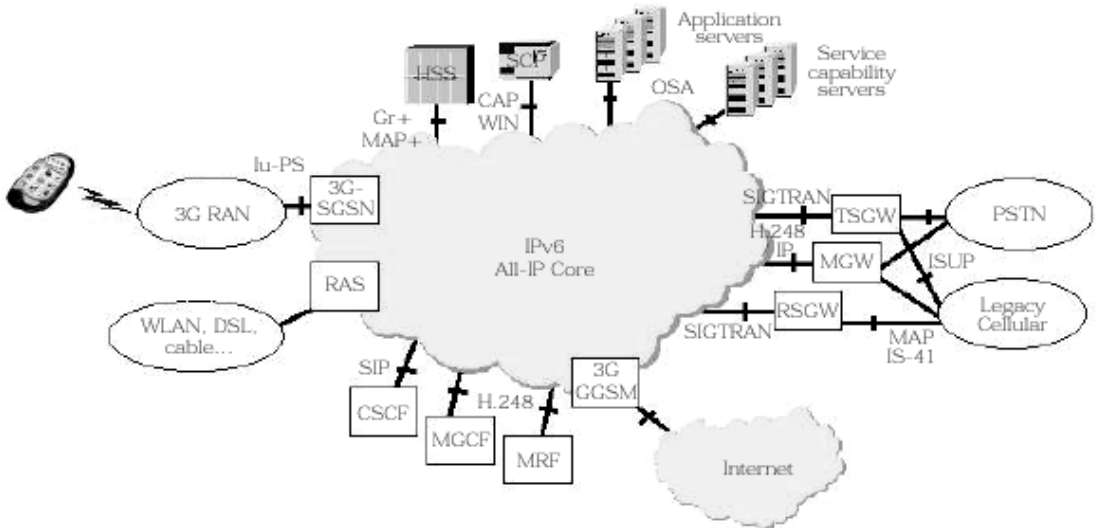 Application
servers
HSS
SCP
Service
capability
servers
OSA
CAP
WIN
Gr+
MAP+
Iu-PS
3G-
SGSN
3G RAN
SIGTRAN
TSGW
PSTN
H.248
IP
MGW
ISUP
IPv6
All-IP Core
RAS
WLAN, DSL,
cable...
SIGTRAN
RSGW
Legacy
Cellular
MAP
IS-41
SIP
CSCF
H.248
MGCF
MRF
3G
GGSM
Internet